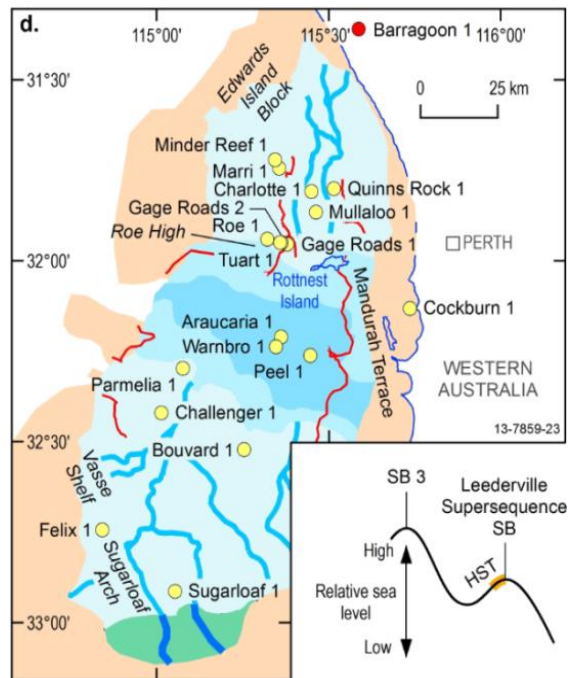 d.
115°00'
115°30'
116°00'
Barragoon 1
31°30'
Edwards
Island
Block
0
25 km
Minder Reef 1
Marri 1
Charlotte 1
Quinns Rock 1
Gage Roads 2
Mullaloo 1
Roe 1
Roe High
Gage Roads 1
PERTH
32°00'
Tuart 1
Rottnest
Island
Mandurah Terrace
Cockburn 1
Araucaria 1
Warnbro 1
Peel 1
WESTERN
AUSTRALIA
Parmelia 1
Challenger 1
13-7859-23
32°30'
Bouvard 1
Vasse
Shelf
Felix 1
Sugarloaf
Arch
Sugarloaf 1
33°00'
SB 3
Leederville
Supersequence
SB
High
HST
Relative sea
level
Low